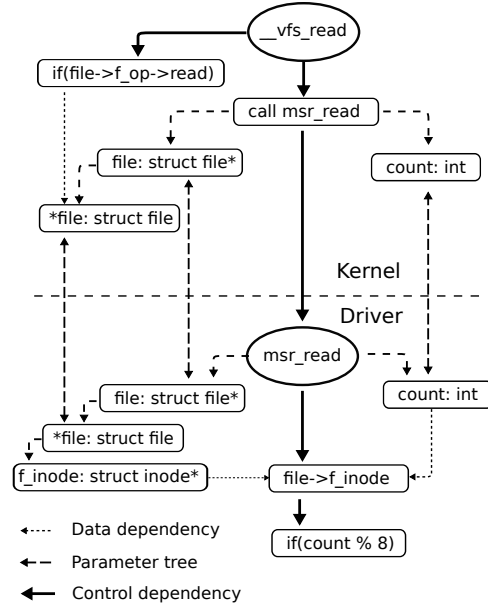 __vfs_read
if(file->f_op->read)
call msr_read
file: struct file*
count: int
*file: struct file
Kernel
Driver
msr_read
file: struct file*
count: int
*file: struct file
f_inode: struct inode*
file->f_inode
Data dependency
if(count % 8)
Parameter tree
Control dependency